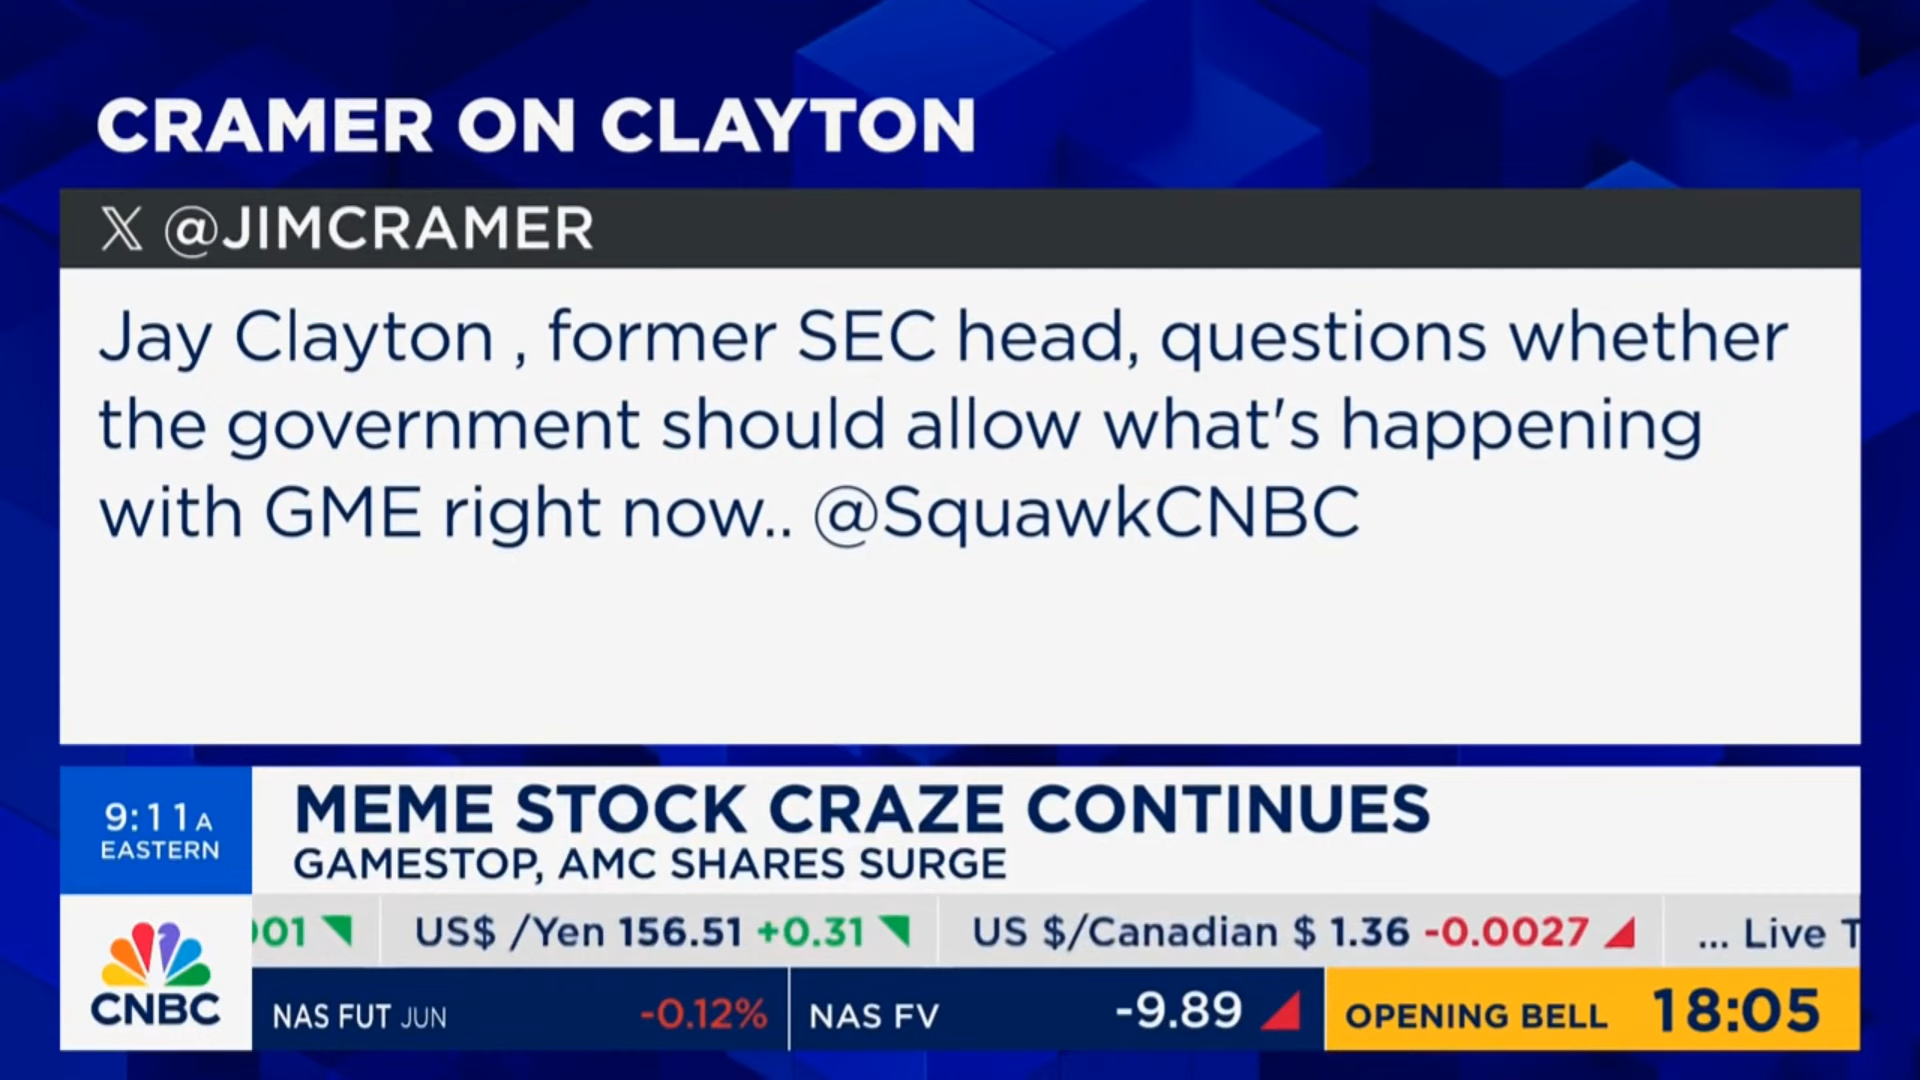 CRAMER ON CLAYTON
X @JIMCRAMER
Jay Clayton , former SEC head, questions whether
the government should allow what's happening
with GME right now.. @SquawkCNBC
9:11A
EASTERN
MEME STOCK CRAZE CONTINUES
GAMESTOP, AMC SHARES SURGE
01 US$ /Yen 156.51 +0.31 US $/Canadian $ 1.36 -0.0027 ... Live
CNBC
NAS FUT JUN -0.12% NAS FV -9.89 OPENING BELL 18:05